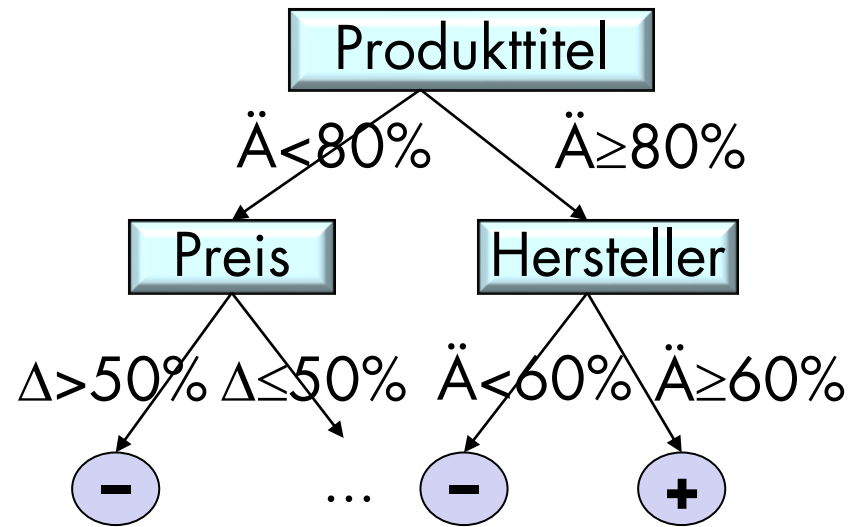 Produkttitel
Ä<80% Ä≥80%
Preis Hersteller
Δ>50% Δ≤50% Ä<60% Ä≥60%
- … - +